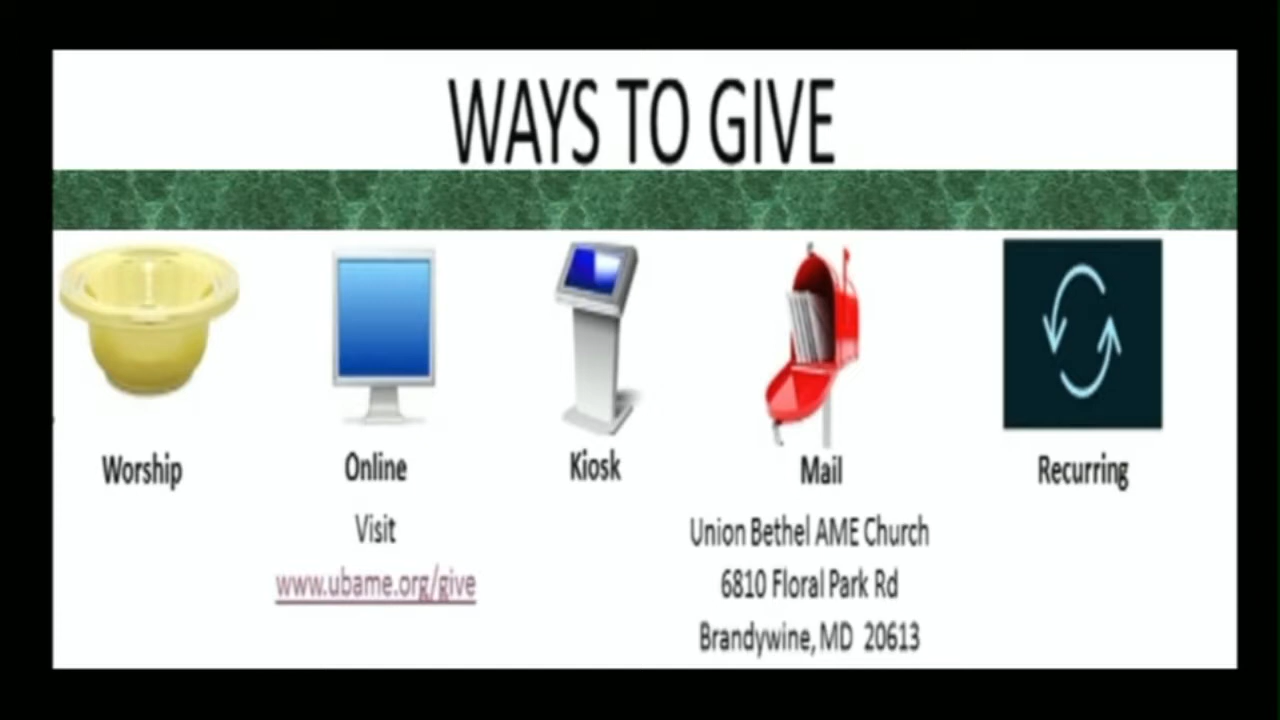 WAYS TO GIVE
Worship
Online
Visit
www.ubame.org/give
Kiosk
Mail
Union Bethel AME Church
6810 Floral Park Rd
Brandywine, MD 20613
Recurring